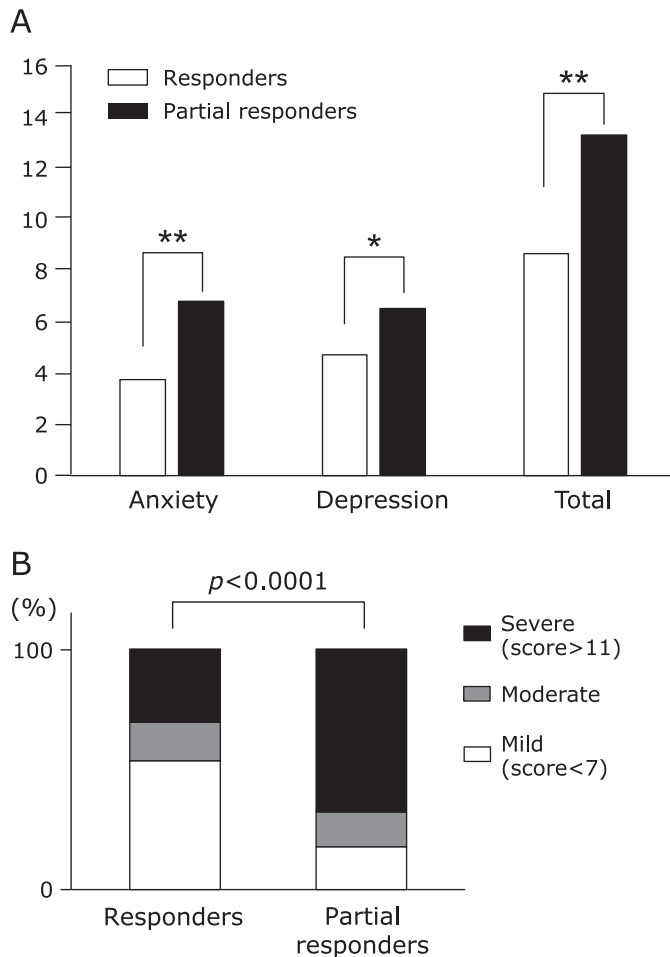 A
16
14
12
10
8
6
4
2
0
Responders
Partial responders
**
*
**
Anxiety
Depression
Total
B
(%)
p<0.0001
100
0
Severe
(score>11)
Moderate
Mild
(score<7)
Responders
Partial
responders